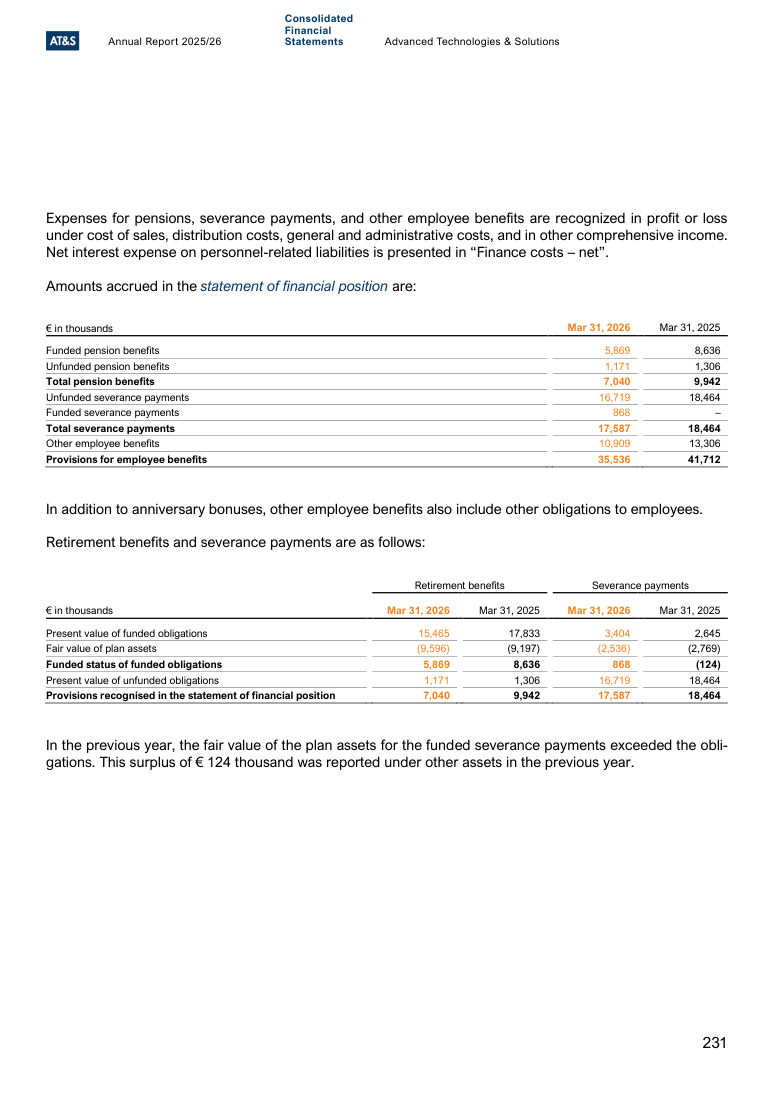 Consolidated
Financial
Statements
AT&S Annual Report 2025/26 Advanced Technologies & Solutions
Expenses for pensions, severance payments, and other employee benefits are recognized in profit or loss
under cost of sales, distribution costs, general and administrative costs, and in other comprehensive income.
Net interest expense on personnel-related liabilities is presented in “Finance costs – net”.
Amounts accrued in the statement of financial position are:
€ in thousands Mar 31, 2026 Mar 31, 2025
Funded pension benefits 5,869 8,636
Unfunded pension benefits 1,171 1,306
Total pension benefits 7,040 9,942
Unfunded severance payments 16,719 18,464
Funded severance payments 868 –
Total severance payments 17,587 18,464
Other employee benefits 10,909 13,306
Provisions for employee benefits 35,536 41,712
In addition to anniversary bonuses, other employee benefits also include other obligations to employees.
Retirement benefits and severance payments are as follows:
Retirement benefits Severance payments
€ in thousands Mar 31, 2026 Mar 31, 2025 Mar 31, 2026 Mar 31, 2025
Present value of funded obligations 15,465 17,833 3,404 2,645
Fair value of plan assets (9,596) (9,197) (2,536) (2,769)
Funded status of funded obligations 5,869 8,636 868 (124)
Present value of unfunded obligations 1,171 1,306 16,719 18,464
Provisions recognised in the statement of financial position 7,040 9,942 17,587 18,464
In the previous year, the fair value of the plan assets for the funded severance payments exceeded the obli-
gations. This surplus of € 124 thousand was reported under other assets in the previous year.
231